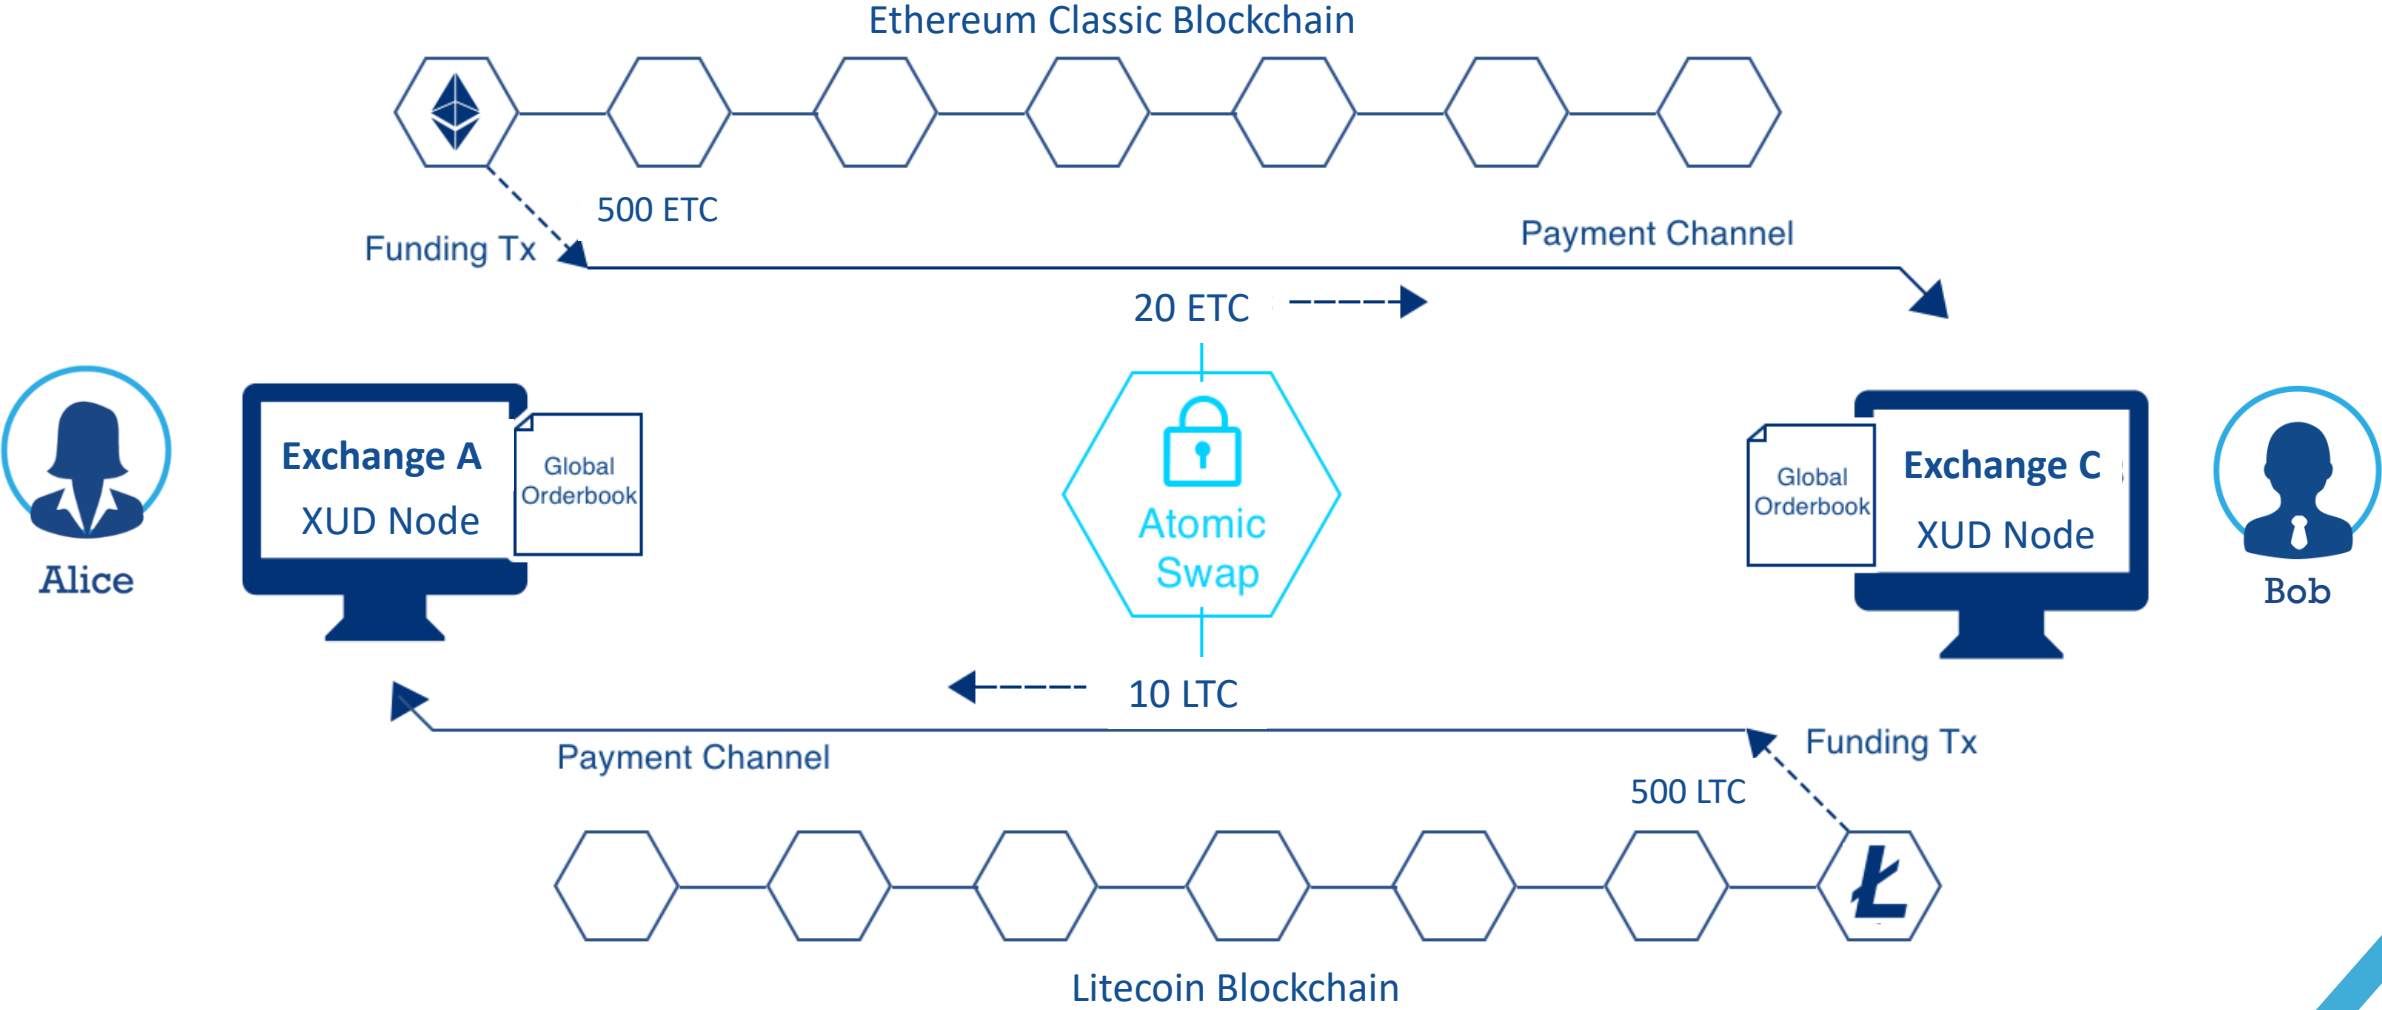 Ethereum Classic Blockchain
500 ETC
Funding Tx
Payment Channel
20 ETC
Alice
Exchange A
XUD Node
Global
Orderbook
Atomic
Swap
Global
Orderbook
Exchange C
XUD Node
Bob
10 LTC
Payment Channel
Funding Tx
500 LTC
Litecoin Blockchain